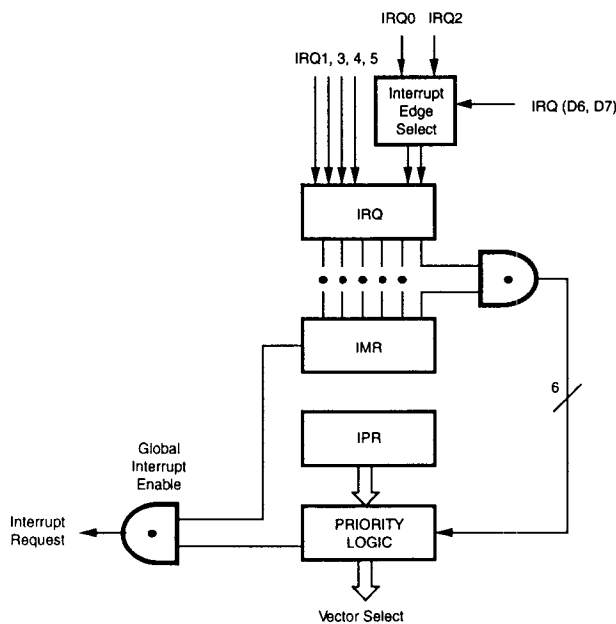 IRQ0 IRQ2
IRQ1, 3, 4, 5
Interrupt
Edge
Select
IRQ (D6, D7)
IRQ
IMR
6
IPR
Global
Interrupt
Enable
Interrupt
Request
PRIORITY
LOGIC
Vector Select